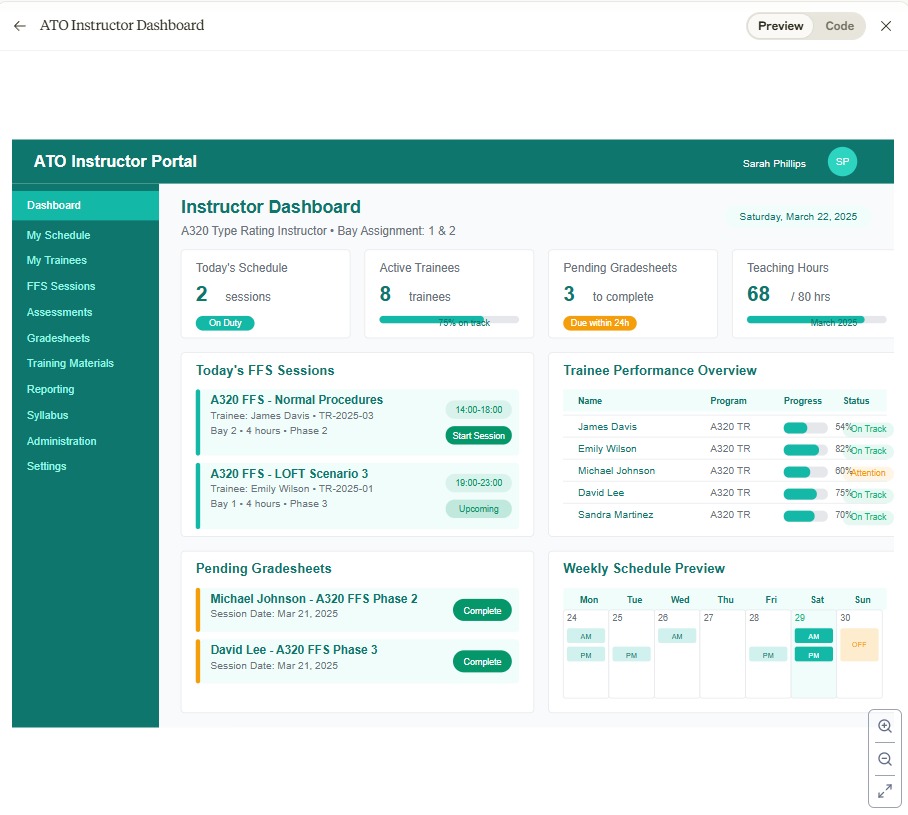 ATO Instructor Dashboard
Preview Code
ATO Instructor Portal
Sarah Phillips SP
Dashboard
My Schedule
My Trainees
FFS Sessions
Assessments
Gradesheets
Training Materials
Reporting
Syllabus
Administration
Settings
Instructor Dashboard
A320 Type Rating Instructor • Bay Assignment: 1 & 2
Saturday, March 22, 2025
Today's Schedule
2 sessions
On Duty
Active Trainees
8 trainees
75% on track
Pending Gradesheets
3 to complete
Due within 24h
Teaching Hours
68 / 80 hrs
March 2025
Today's FFS Sessions
A320 FFS - Normal Procedures
Trainee: James Davis • TR-2025-03
Bay 2 • 4 hours • Phase 2
14:00-18:00
Start Session
A320 FFS - LOFT Scenario 3
Trainee: Emily Wilson • TR-2025-01
Bay 1 • 4 hours • Phase 3
19:00-23:00
Upcoming
Trainee Performance Overview
Name Program Progress Status
James Davis A320 TR 54% On Track
Emily Wilson A320 TR 82% On Track
Michael Johnson A320 TR 60% Attention
David Lee A320 TR 75% On Track
Sandra Martinez A320 TR 70% On Track
Pending Gradesheets
Michael Johnson - A320 FFS Phase 2
Session Date: Mar 21, 2025
Complete
David Lee - A320 FFS Phase 3
Session Date: Mar 21, 2025
Complete
Weekly Schedule Preview
Mon Tue Wed Thu Fri Sat Sun
24 25 26 27 28 29 30
AM AM AM OFF
PM PM PM PM